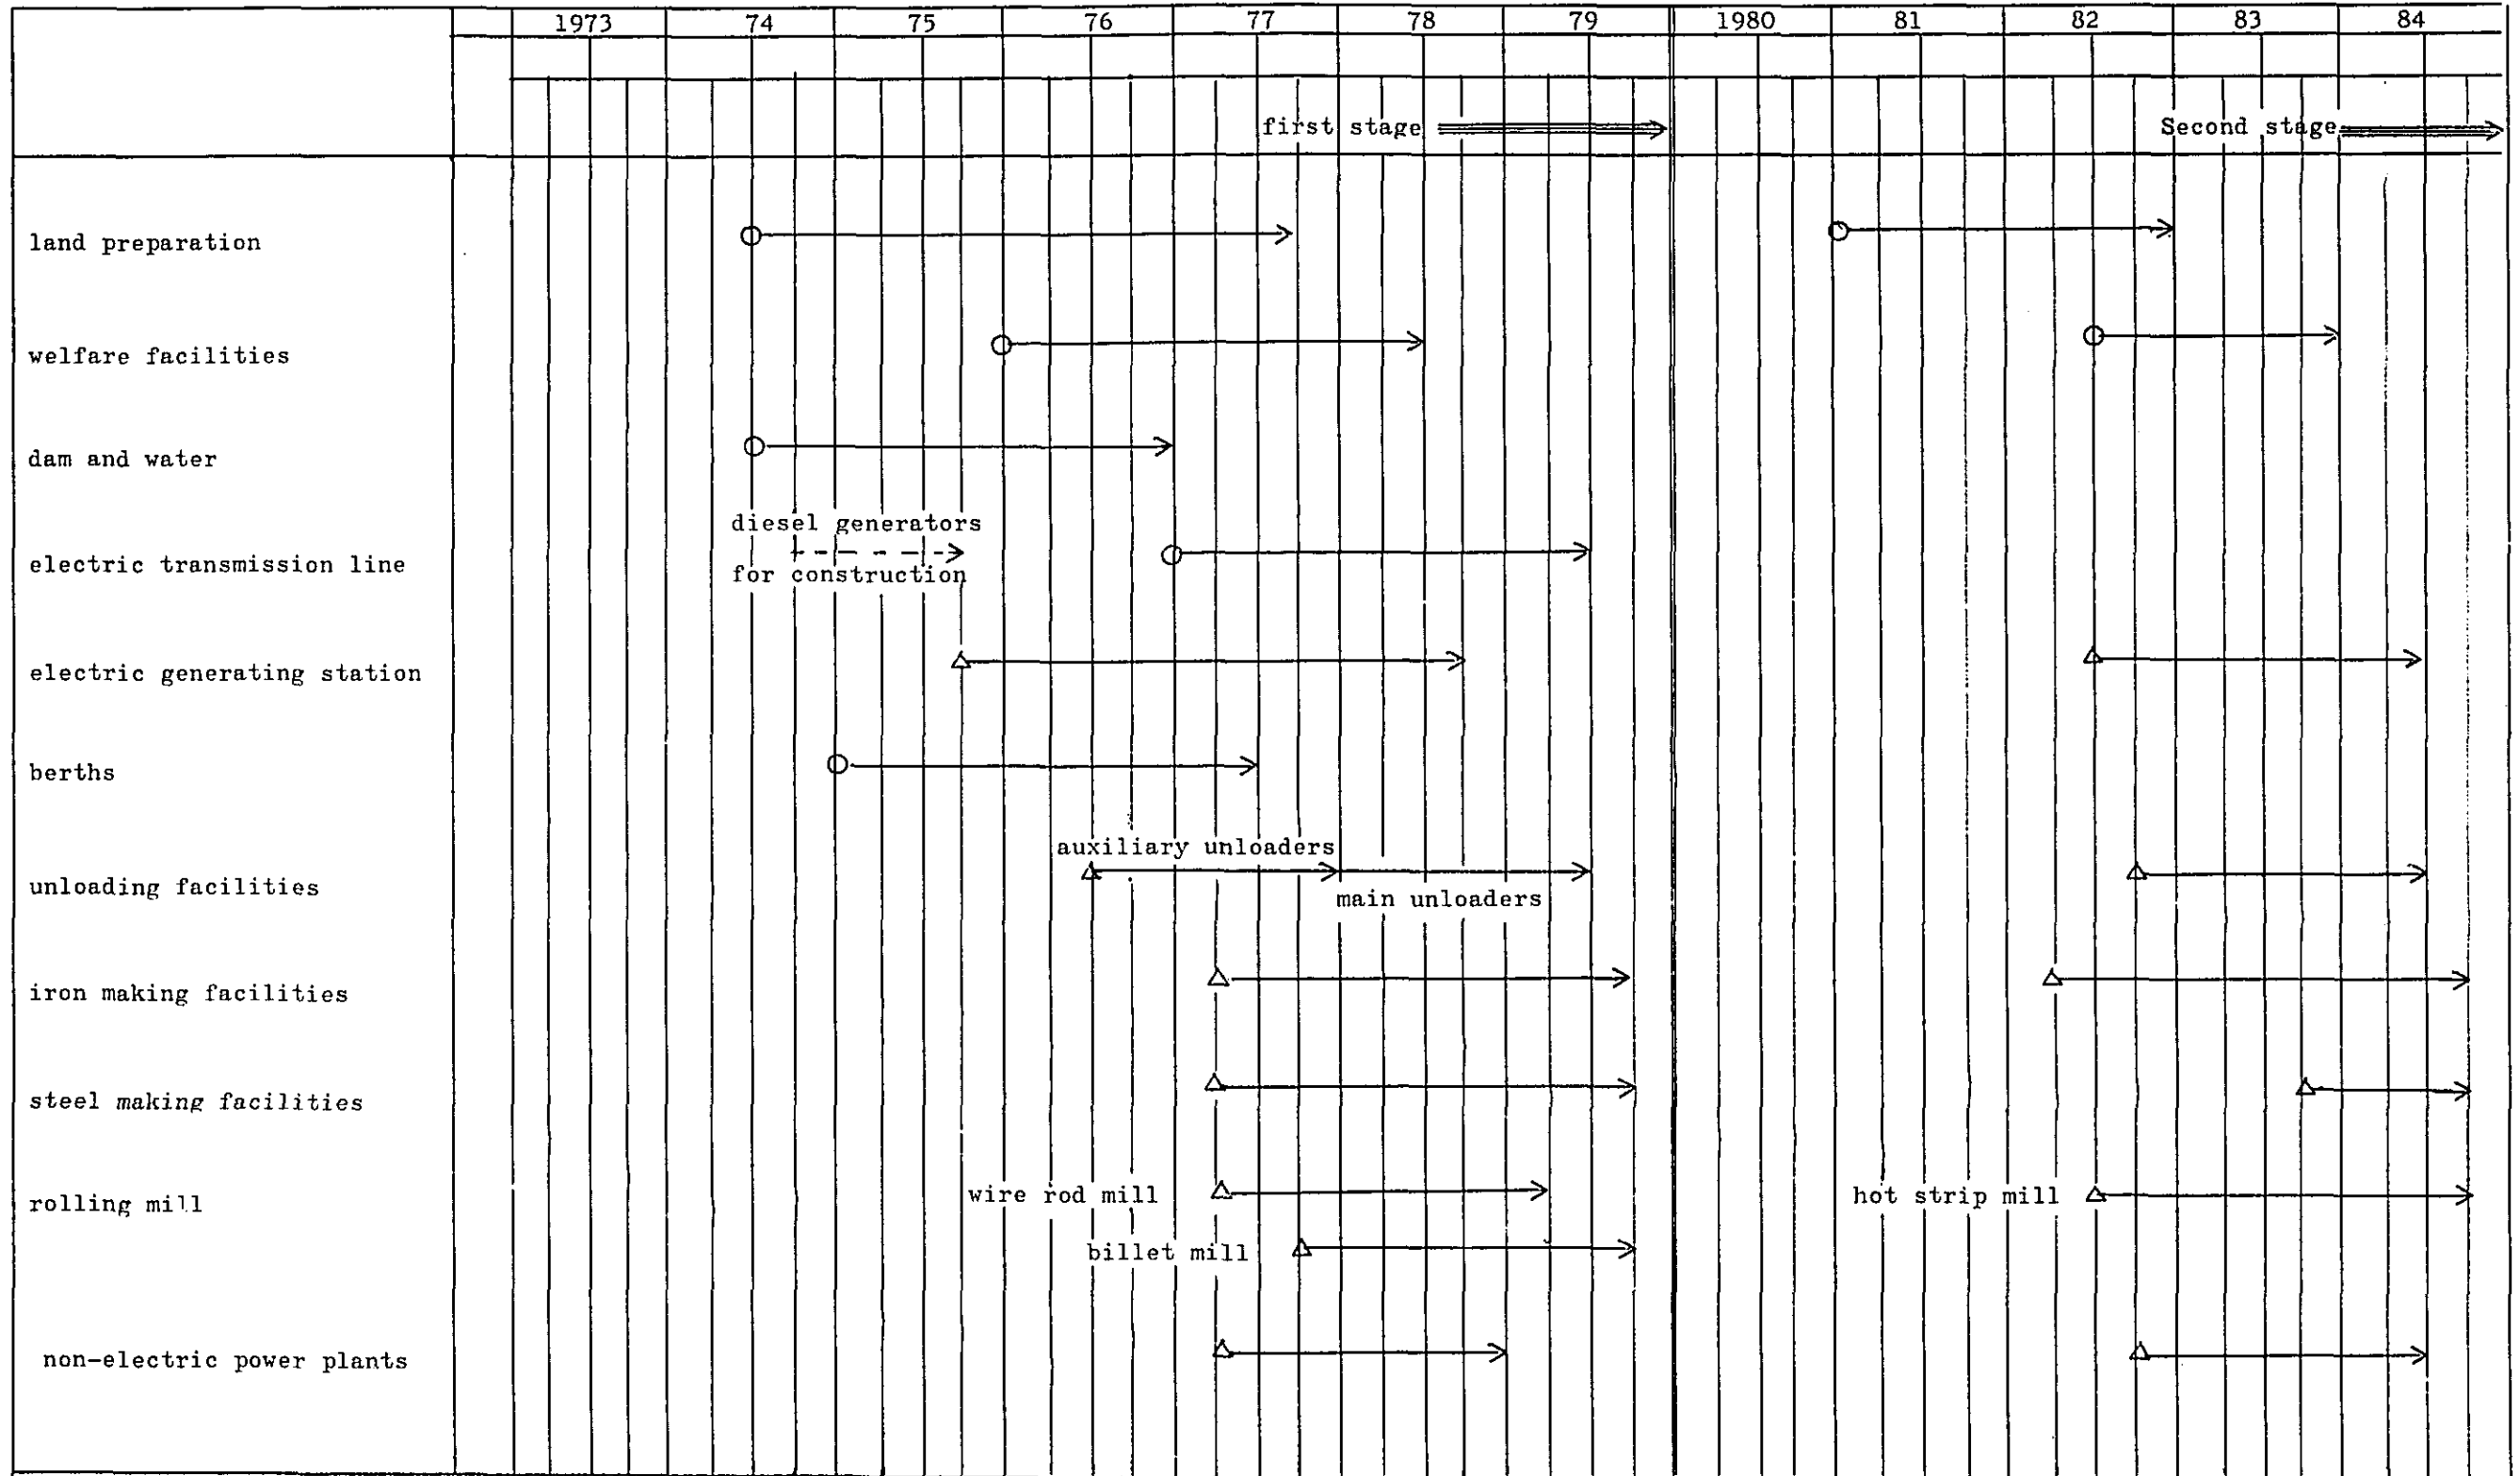 1973 74 75 76 77 78 79 1980 81 82 83 84
first stage Second stage
land preparation
welfare facilities
dam and water
diesel generators
electric transmission line
for construction
electric generating station
berths
auxiliary unloaders
unloading facilities
main unloaders
iron making facilities
steel making facilities
rolling mill wire rod mill hot strip mill
billet mill
non-electric power plants